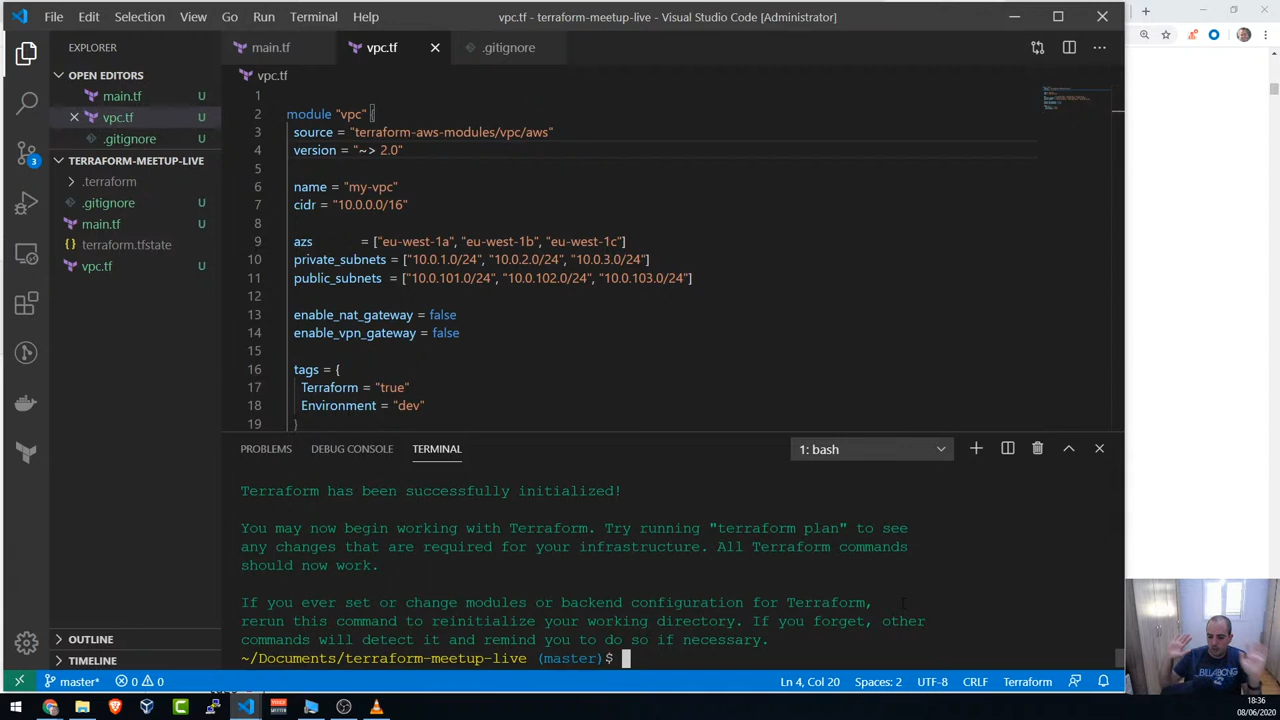 File Edit Selection View Go Run Terminal Help
vpc.tf - terraform-meetup-live - Visual Studio Code [Administrator]
EXPLORER
OPEN EDITORS
main.tf U
vpc.tf U
.gitignore U
TERRAFORM-MEETUP-LIVE
.terraform
.gitignore U
main.tf U
terraform.tfstate
vpc.tf U
OUTLINE
TIMELINE
3
main.tf vpc.tf .gitignore
vpc.tf
1
2 module "vpc" {
3 source = "terraform-aws-modules/vpc/aws"
4 version = "~> 2.0"
5
6 name = "my-vpc"
7 cidr = "10.0.0.0/16"
8
9 azs = ["eu-west-1a", "eu-west-1b", "eu-west-1c"]
10 private_subnets = ["10.0.1.0/24", "10.0.2.0/24", "10.0.3.0/24"]
11 public_subnets = ["10.0.101.0/24", "10.0.102.0/24", "10.0.103.0/24"]
12
13 enable_nat_gateway = false
14 enable_vpn_gateway = false
15
16 tags = {
17 Terraform = "true"
18 Environment = "dev"
19 }
PROBLEMS DEBUG CONSOLE TERMINAL 1: bash
Terraform has been successfully initialized!
You may now begin working with Terraform. Try running "terraform plan" to see
any changes that are required for your infrastructure. All Terraform commands
should now work.
If you ever set or change modules or backend configuration for Terraform,
rerun this command to reinitialize your working directory. If you forget, other
commands will detect it and remind you to do so if necessary.
~/Documents/terraform-meetup-live (master)$
master* 0 0 Ln 4, Col 20 Spaces: 2 UTF-8 CRLF Terraform
BILLABONG
18:36
08/06/2020